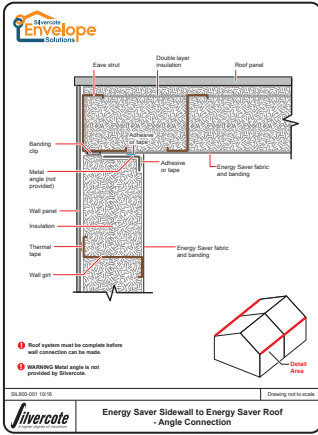 Silvercote
Envelope
Solutions
Eave strut
Double layer
insulation
Roof panel
Adhesive
or tape
Banding
clip
Metal
angle (not
provided)
Adhesive
or tape
Energy Saver fabric
and banding
Wall panel
Insulation
Thermal
tape
Energy Saver fabric
and banding
Wall girt
! Roof system must be complete before
wall connection can be made.
! WARNING Metal angle is not
provided by Silvercote.
Detail
Area
SIL800-001 10/16
Drawing not to scale
Silvercote
A higher degree of insulation
Energy Saver Sidewall to Energy Saver Roof
- Angle Connection